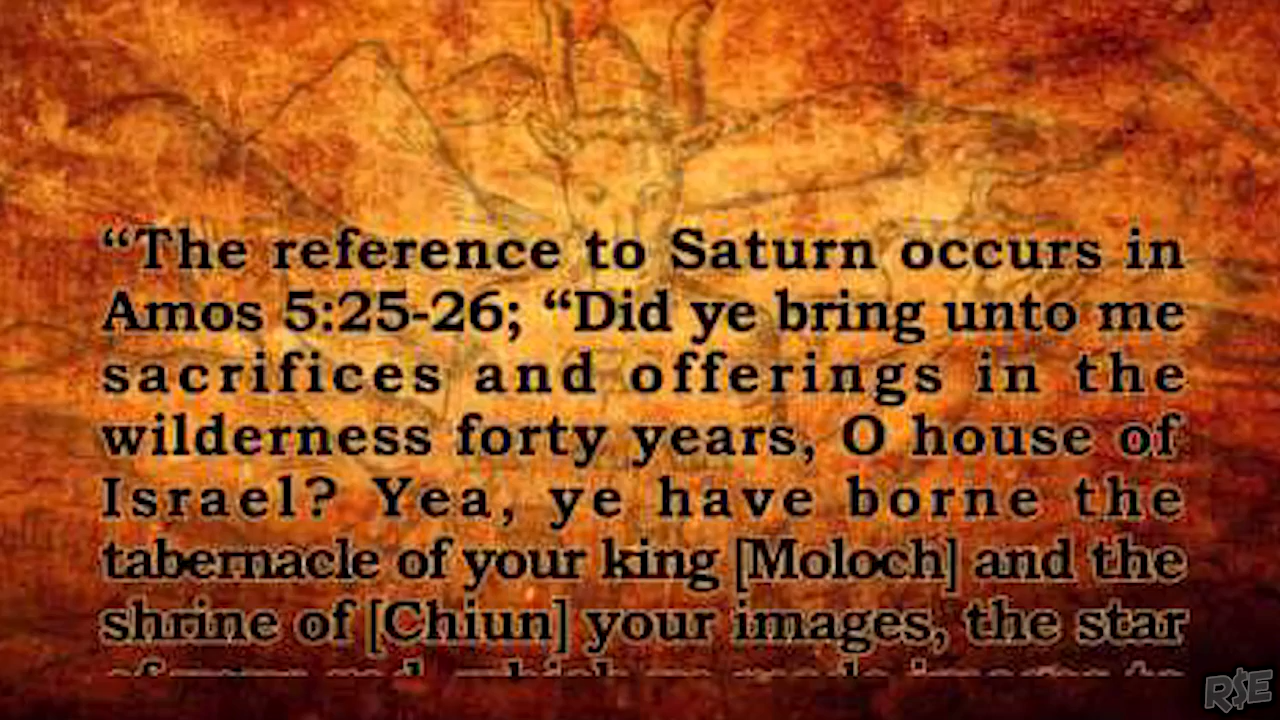 “The reference to Saturn occurs in
Amos 5:25-26; “Did ye bring unto me
sacrifices and offerings in the
wilderness forty years, O house of
Israel? Yea, ye have borne the
tabernacle of your king [Moloch] and the
shrine of [Chiun] your images, the star
R$E